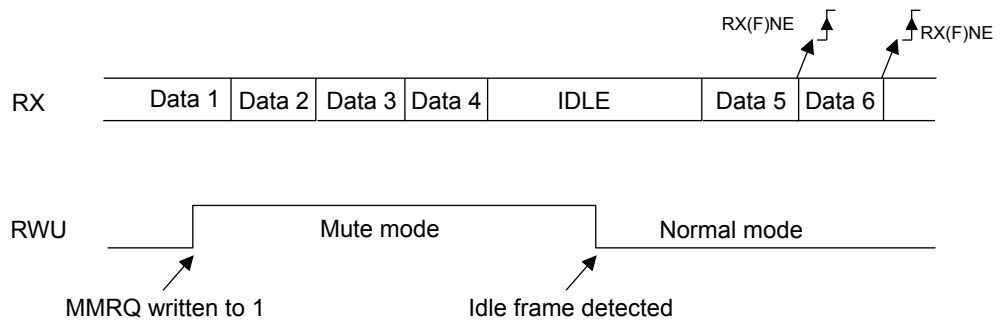 RX(F)NE
RX(F)NE
RX Data 1 Data 2 Data 3 Data 4 IDLE Data 5 Data 6
RWU Mute mode Normal mode
MMRQ written to 1 Idle frame detected